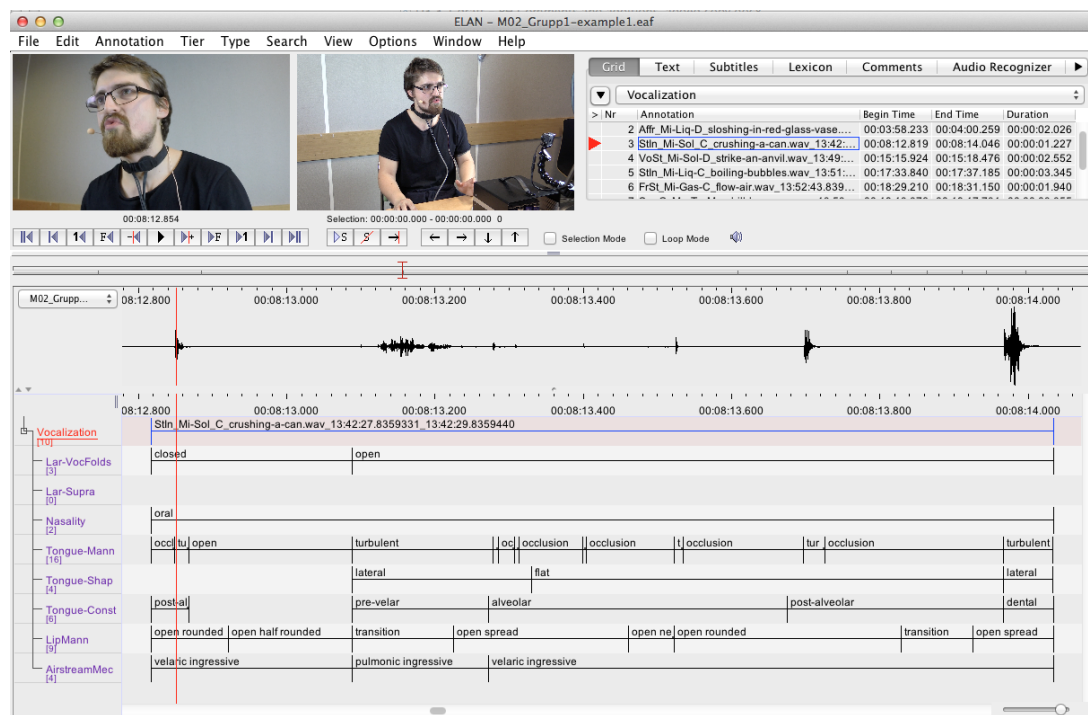 ELAN – M02_Grupp1-example1.eaf
File Edit Annotation Tier Type Search View Options Window Help
Grid Text Subtitles Lexicon Comments Audio Recognizer
Vocalization
> Nr Annotation Begin Time End Time Duration
2 Affr_Mi-Liq-D_sloshing-in-red-glass-vase.... 00:03:58.233 00:04:00.259 00:00:02.026
3 Stln_Mi-Sol_C_crushing-a-can.wav_13:42:... 00:08:12.819 00:08:14.046 00:00:01.227
4 VoSt_Mi-Sol-D_strike-an-anvil.wav_13:49:... 00:15:15.924 00:15:18.476 00:00:02.552
5 Stln_Mi-Liq-C_boiling-bubbles.wav_13:51:... 00:17:33.840 00:17:37.185 00:00:03.345
6 FrSt_Mi-Gas-C_flow-air.wav_13:52:43.839... 00:18:29.210 00:18:31.150 00:00:01.940
00:08:12.854
Selection: 00:00:00.000 - 00:00:00.000 0
Selection Mode Loop Mode
M02_Grupp...
08:12.800 00:08:13.000 00:08:13.200 00:08:13.400 00:08:13.600 00:08:13.800 00:08:14.000
08:12.800 00:08:13.000 00:08:13.200 00:08:13.400 00:08:13.600 00:08:13.800 00:08:14.000
Stln_Mi-Sol_C_crushing-a-can.wav_13:42:27.8359331_13:42:29.8359440
Vocalization
[10]
closed open
Lar-VocFolds
[3]
Lar-Supra
[0]
oral
Nasality
[2]
occl tu open turbulent oc occlusion occlusion t occlusion tur occlusion turbulent
Tongue-Mann
[16]
lateral flat lateral
Tongue-Shap
[4]
post-al pre-velar alveolar post-alveolar dental
Tongue-Const
[6]
open rounded open half rounded transition open spread open ne open rounded transition open spread
LipMann
[9]
velaric ingressive pulmonic ingressive velaric ingressive
AirstreamMec
[4]